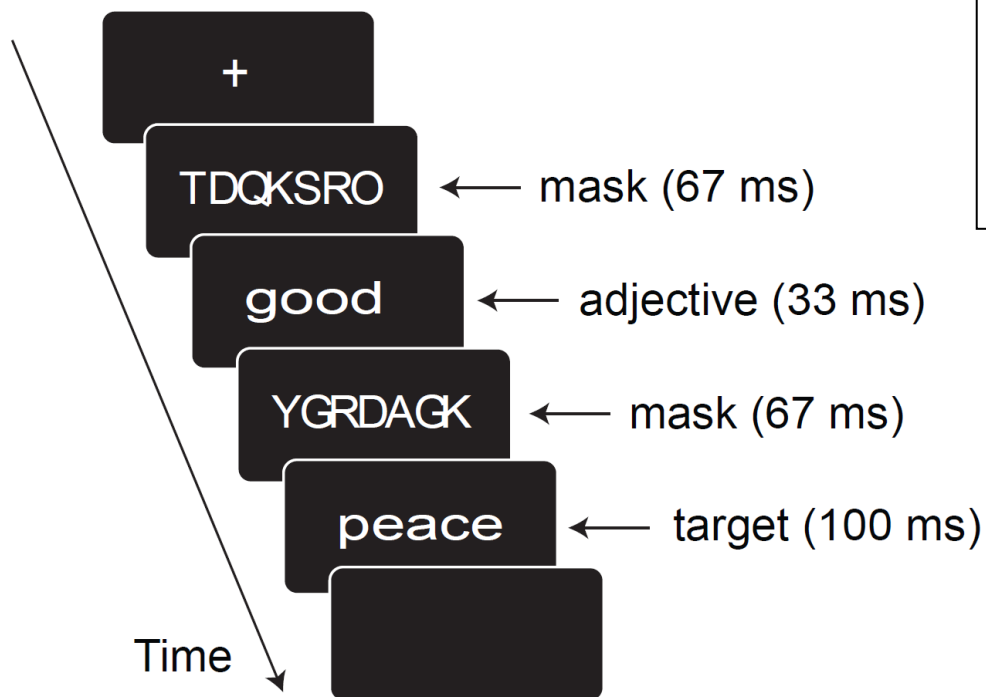 +
TDQKSRO
mask (67 ms)
good
adjective (33 ms)
YGRDAGK
mask (67 ms)
peace
target (100 ms)
Time